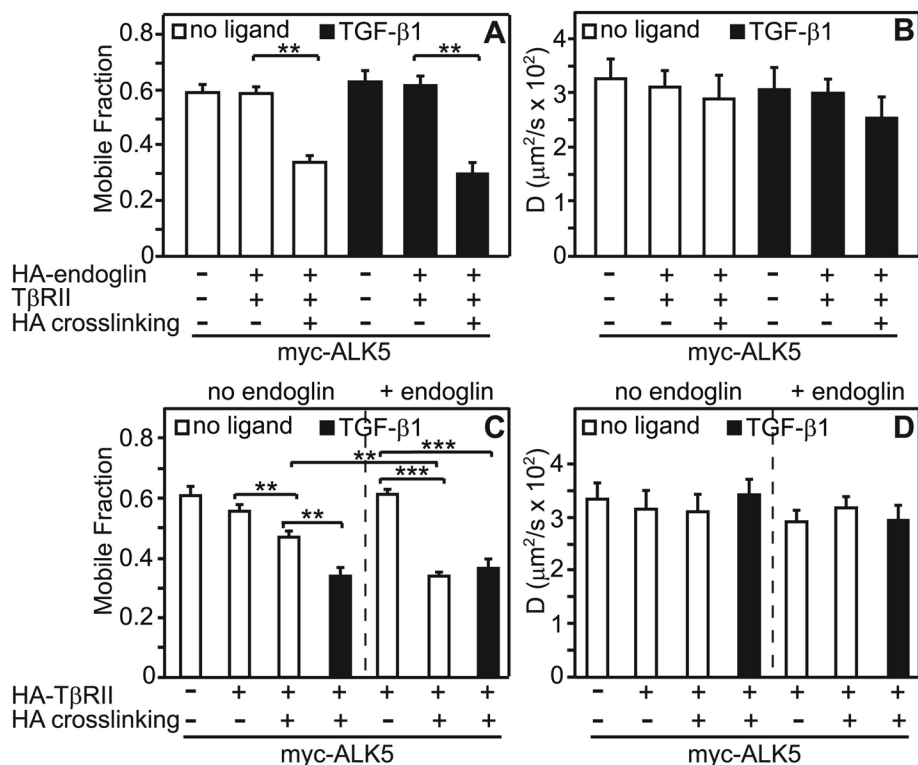 no ligand TGF-β1 A
Mobile Fraction
0.8
0.6
0.4
0.2
0
** **
HA-endoglin - + + - + +
TβRII - + + - + +
HA crosslinking - - + - - +
myc-ALK5
no ligand TGF-β1 B
D (μm²/s x 10²)
4
3
2
1
0
- + + - + +
- + + - + +
- - + - - +
myc-ALK5
no endoglin + endoglin
no ligand TGF-β1 C
Mobile Fraction
0.8
0.6
0.4
0.2
0
** ***
** ***
**
HA-TβRII - + + + + + +
HA crosslinking - - + + - + +
myc-ALK5
no endoglin + endoglin
no ligand TGF-β1 D
D (μm²/s x 10²)
4
3
2
1
0
- + + + + + +
- - + + - + +
myc-ALK5